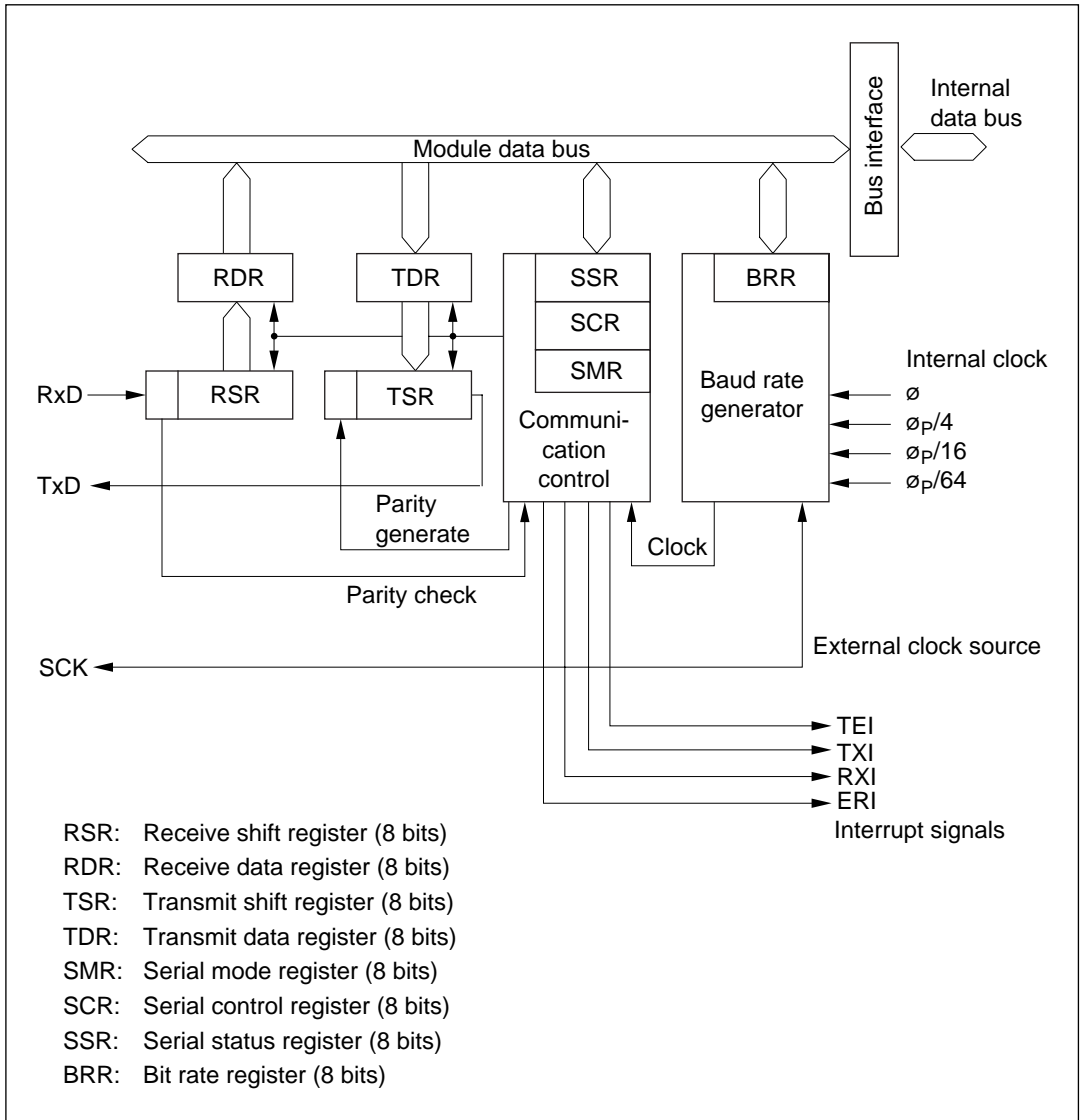 Internal
data bus
Bus interface
Module data bus
RDR
TDR
SSR
BRR
SCR
SMR
Internal clock
RxD
RSR
TSR
Baud rate
generator
ø
Communi-
cation
control
øP/4
øP/16
øP/64
TxD
Parity
generate
Clock
Parity check
External clock source
SCK
TEI
TXI
RXI
ERI
Interrupt signals
RSR: Receive shift register (8 bits)
RDR: Receive data register (8 bits)
TSR: Transmit shift register (8 bits)
TDR: Transmit data register (8 bits)
SMR: Serial mode register (8 bits)
SCR: Serial control register (8 bits)
SSR: Serial status register (8 bits)
BRR: Bit rate register (8 bits)